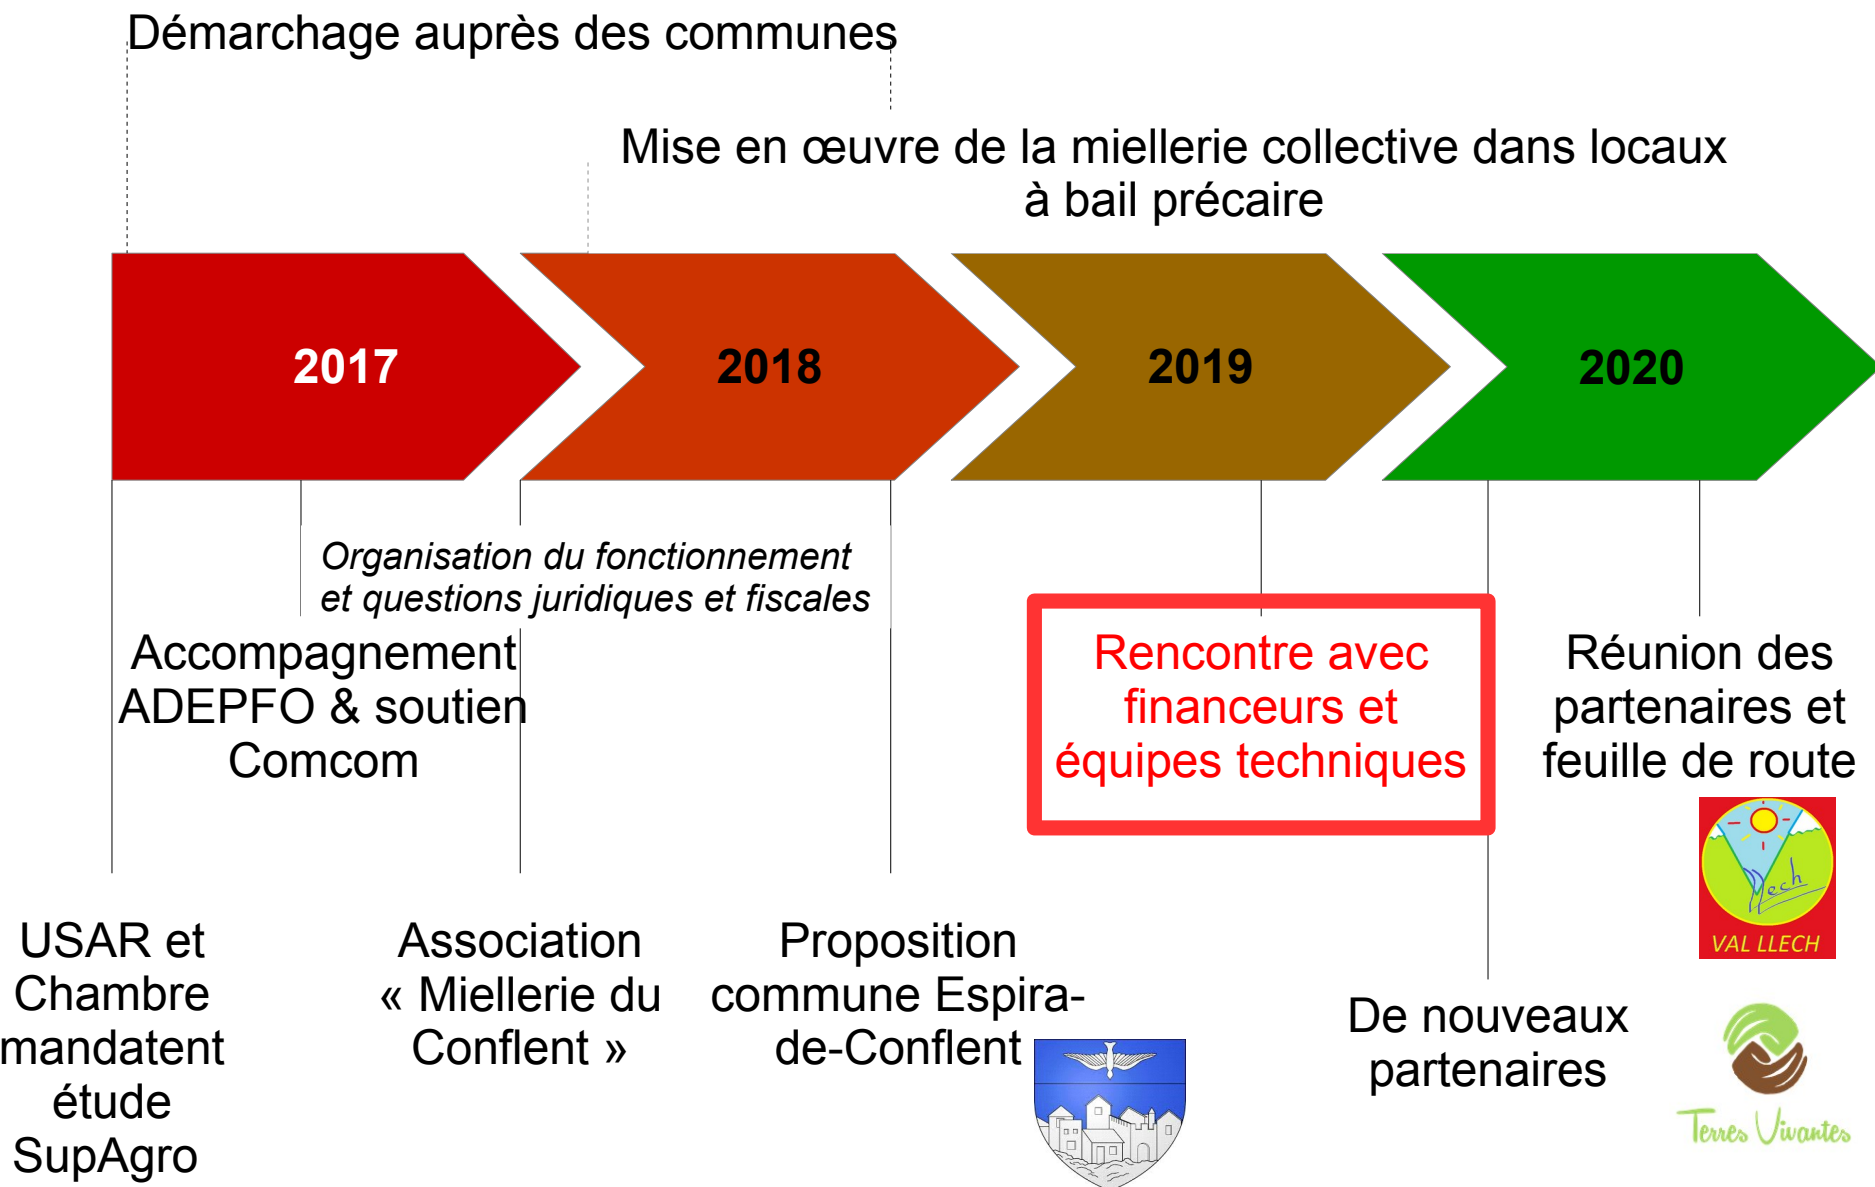 Démarchage auprès des communes
Mise en œuvre de la miellerie collective dans locaux
à bail précaire
2017
2018
2019
2020
Organisation du fonctionnement
et questions juridiques et fiscales
Accompagnement
ADEPFO & soutien
Comcom
Rencontre avec
financeurs et
équipes techniques
Réunion des
partenaires et
feuille de route
USAR et
Chambre
mandatent
étude
SupAgro
Association
« Miellerie du
Conflent »
Proposition
commune Espira-
de-Conflent
De nouveaux
partenaires
Llech
VAL LLECH
Terres Vivantes